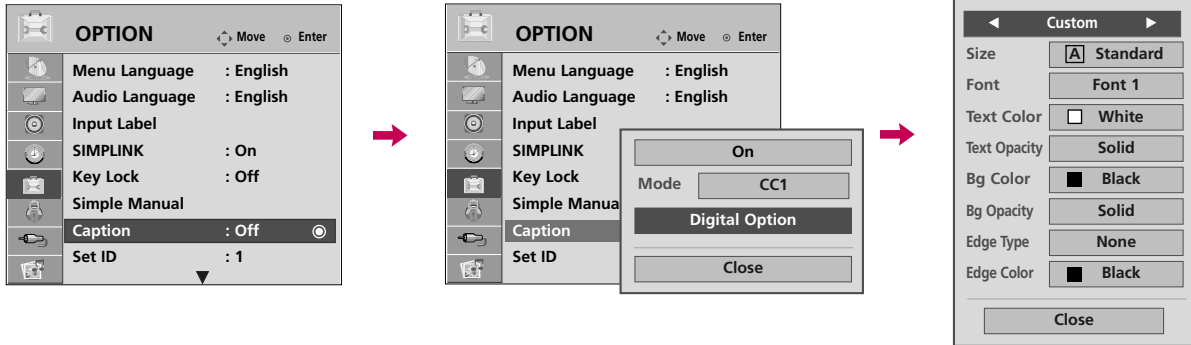 OPTION Move Enter
Menu Language : English
Audio Language : English
Input Label
SIMPLINK : On
Key Lock : Off
Simple Manual
Caption : Off
Set ID : 1
OPTION Move Enter
Menu Language : English
Audio Language : English
Input Label
SIMPLINK
Key Lock
Simple Manua
Caption
Set ID
On
Mode CC1
Digital Option
Close
Custom
Size A Standard
Font Font 1
Text Color White
Text Opacity Solid
Bg Color Black
Bg Opacity Solid
Edge Type None
Edge Color Black
Close